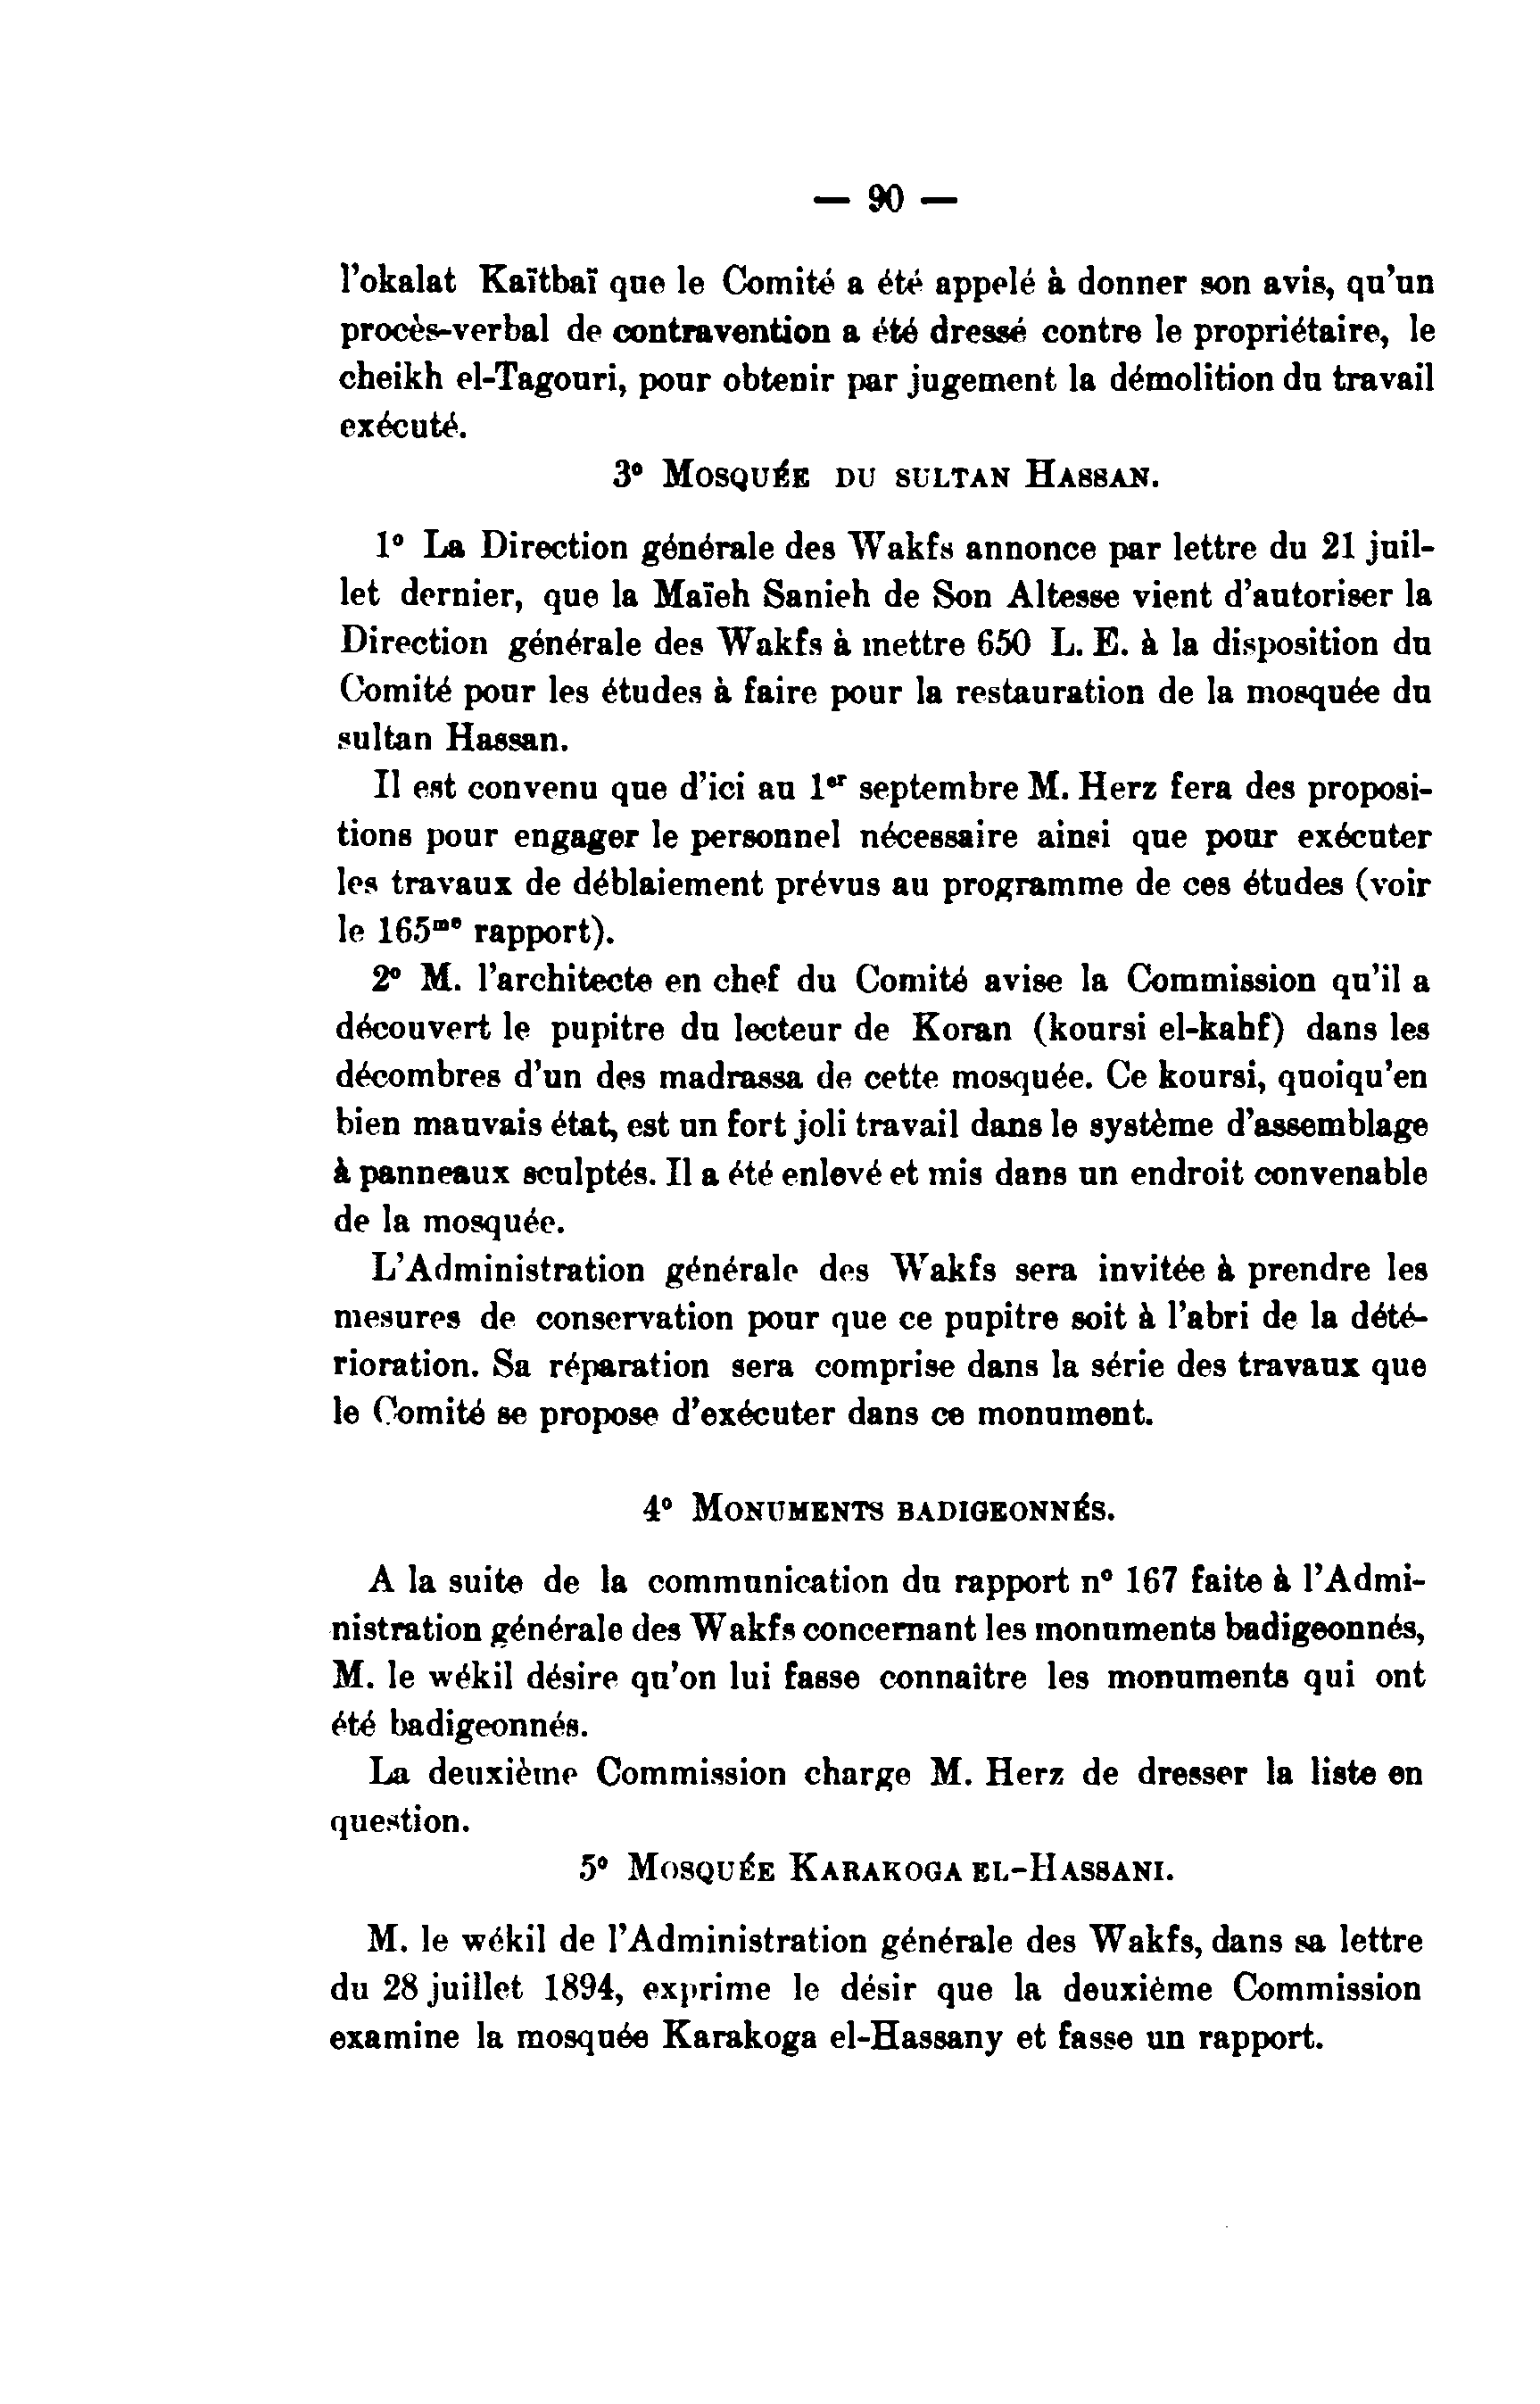 — 90 —
l'okalat Kaïtbaï que le Comité a été appelé à donner son avis, qu'un
procès-verbal de contravention a été dressé contre le propriétaire, le
cheikh el-Tagouri, pour obtenir par jugement la démolition du travail
exécuté.
3° MOSQUÉE DU SULTAN HASSAN.
1° La Direction générale des Wakfs annonce par lettre du 21 juil-
let dernier, que la Maïeh Sanieh de Son Altesse vient d'autoriser la
Direction générale des Wakfs à mettre 650 L. E. à la disposition du
Comité pour les études à faire pour la restauration de la mosquée du
sultan Hassan.
Il est convenu que d'ici au 1er septembre M. Herz fera des proposi-
tions pour engager le personnel nécessaire ainsi que pour exécuter
les travaux de déblaiement prévus au programme de ces études (voir
le 165me rapport).
2° M. l'architecte en chef du Comité avise la Commission qu'il a
découvert le pupitre du lecteur de Koran (koursi el-kahf) dans les
décombres d'un des madrassa de cette mosquée. Ce koursi, quoiqu'en
bien mauvais état, est un fort joli travail dans le système d'assemblage
à panneaux sculptés. Il a été enlevé et mis dans un endroit convenable
de la mosquée.
L'Administration générale des Wakfs sera invitée à prendre les
mesures de conservation pour que ce pupitre soit à l'abri de la dété-
rioration. Sa réparation sera comprise dans la série des travaux que
le Comité se propose d'exécuter dans ce monument.
4° MONUMENTS BADIGEONNÉS.
A la suite de la communication du rapport n° 167 faite à l'Admi-
nistration générale des Wakfs concernant les monuments badigeonnés,
M. le wékil désire qu'on lui fasse connaître les monuments qui ont
été badigeonnés.
La deuxième Commission charge M. Herz de dresser la liste en
question.
5° MOSQUÉE KARAKOGA EL-HASSANI.
M. le wékil de l'Administration générale des Wakfs, dans sa lettre
du 28 juillet 1894, exprime le désir que la deuxième Commission
examine la mosquée Karakoga el-Hassany et fasse un rapport.